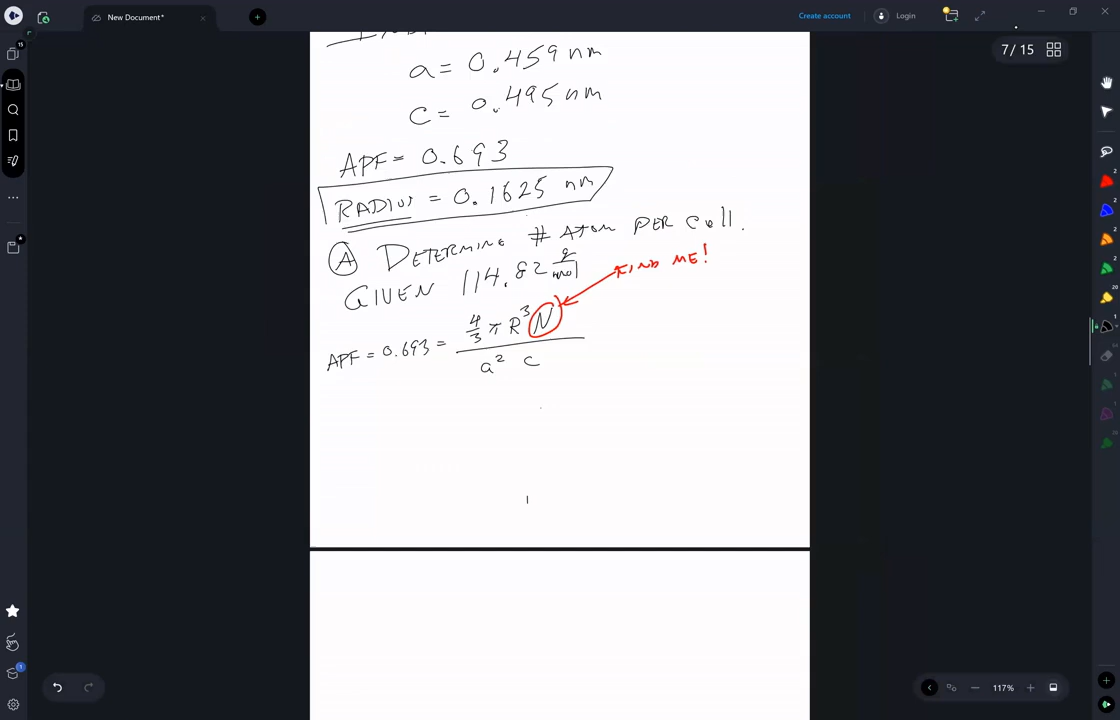 New Document*
Create account
Login
7 / 15
a = 0.459 nm
c = 0.495 nm
APF = 0.693
RADIUS = 0.1625 nm
A DETERMINE # ATOM PER Cell.
GIVEN 114.82 g/mol
FIND ME!
APF = 0.693 = 4/3 π R³ N / a² c
1
117%